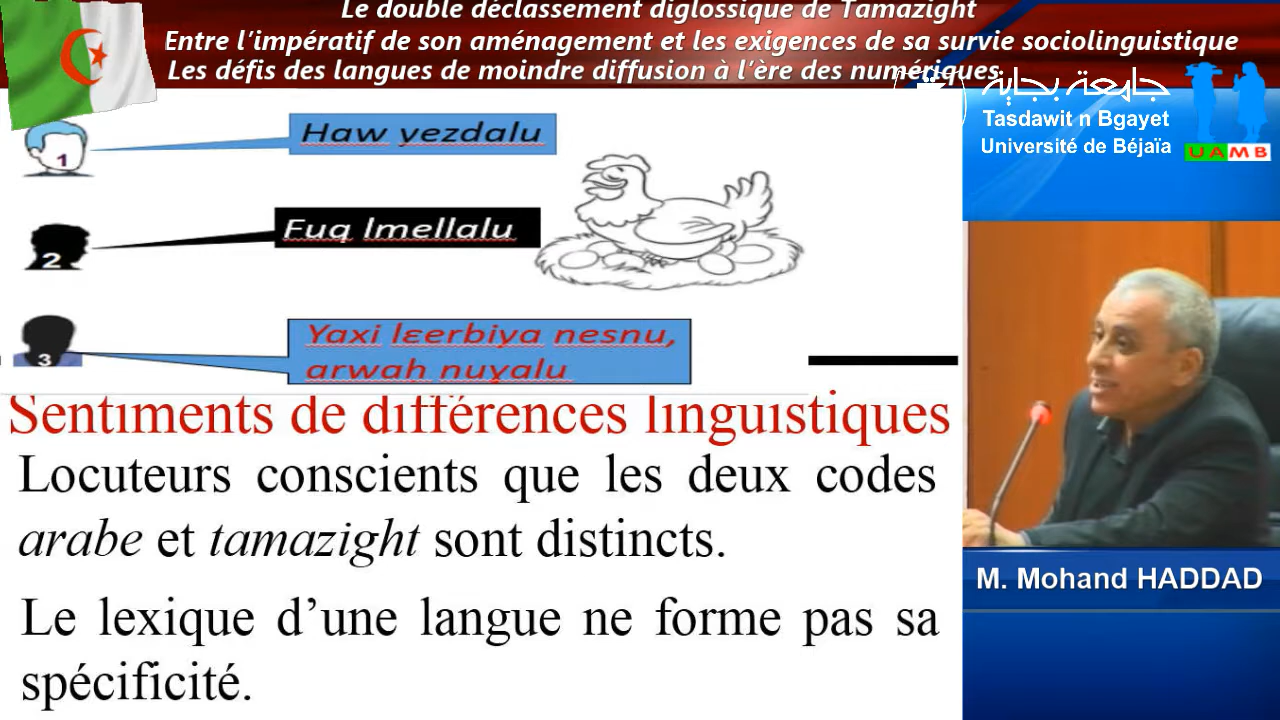 Le double déclassement diglossique de Tamazight
Entre l'impératif de son aménagement et les exigences de sa survie sociolinguistique
Les défis des langues de moindre diffusion à l'ère des numériques
جامعة بجاية
Tasdawit n Bgayet
Université de Béjaïa
UAMB
1
Haw yezdalu
2
Fuq lmellalu
3
Yaxi lɛerbiya nesnu,
arwaḥ nuɣalu
Sentiments de différences linguistiques
Locuteurs conscients que les deux codes
arabe et tamazight sont distincts.
Le lexique d’une langue ne forme pas sa
spécificité.
M. Mohand HADDAD